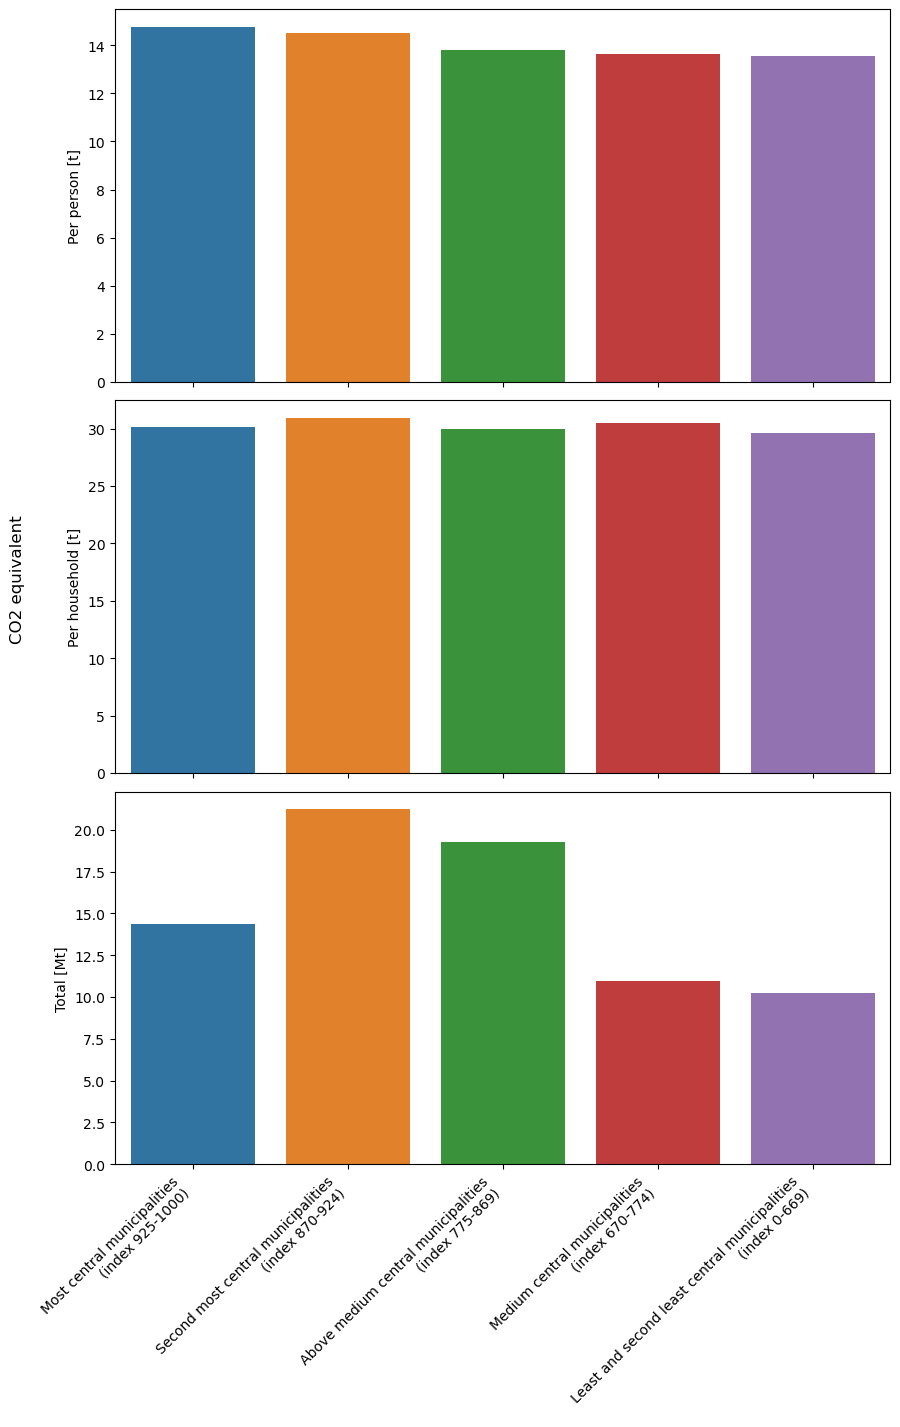 CO2 equivalent
Per person [t]
14
12
10
8
6
4
2
0
Per household [t]
30
25
20
15
10
5
0
Total [Mt]
20.0
17.5
15.0
12.5
10.0
7.5
5.0
2.5
0.0
Most central municipalities
(index 925-1000)
Second most central municipalities
(index 870-924)
Above medium central municipalities
(index 775-869)
Medium central municipalities
(index 670-774)
Least and second least central municipalities
(index 0-669)